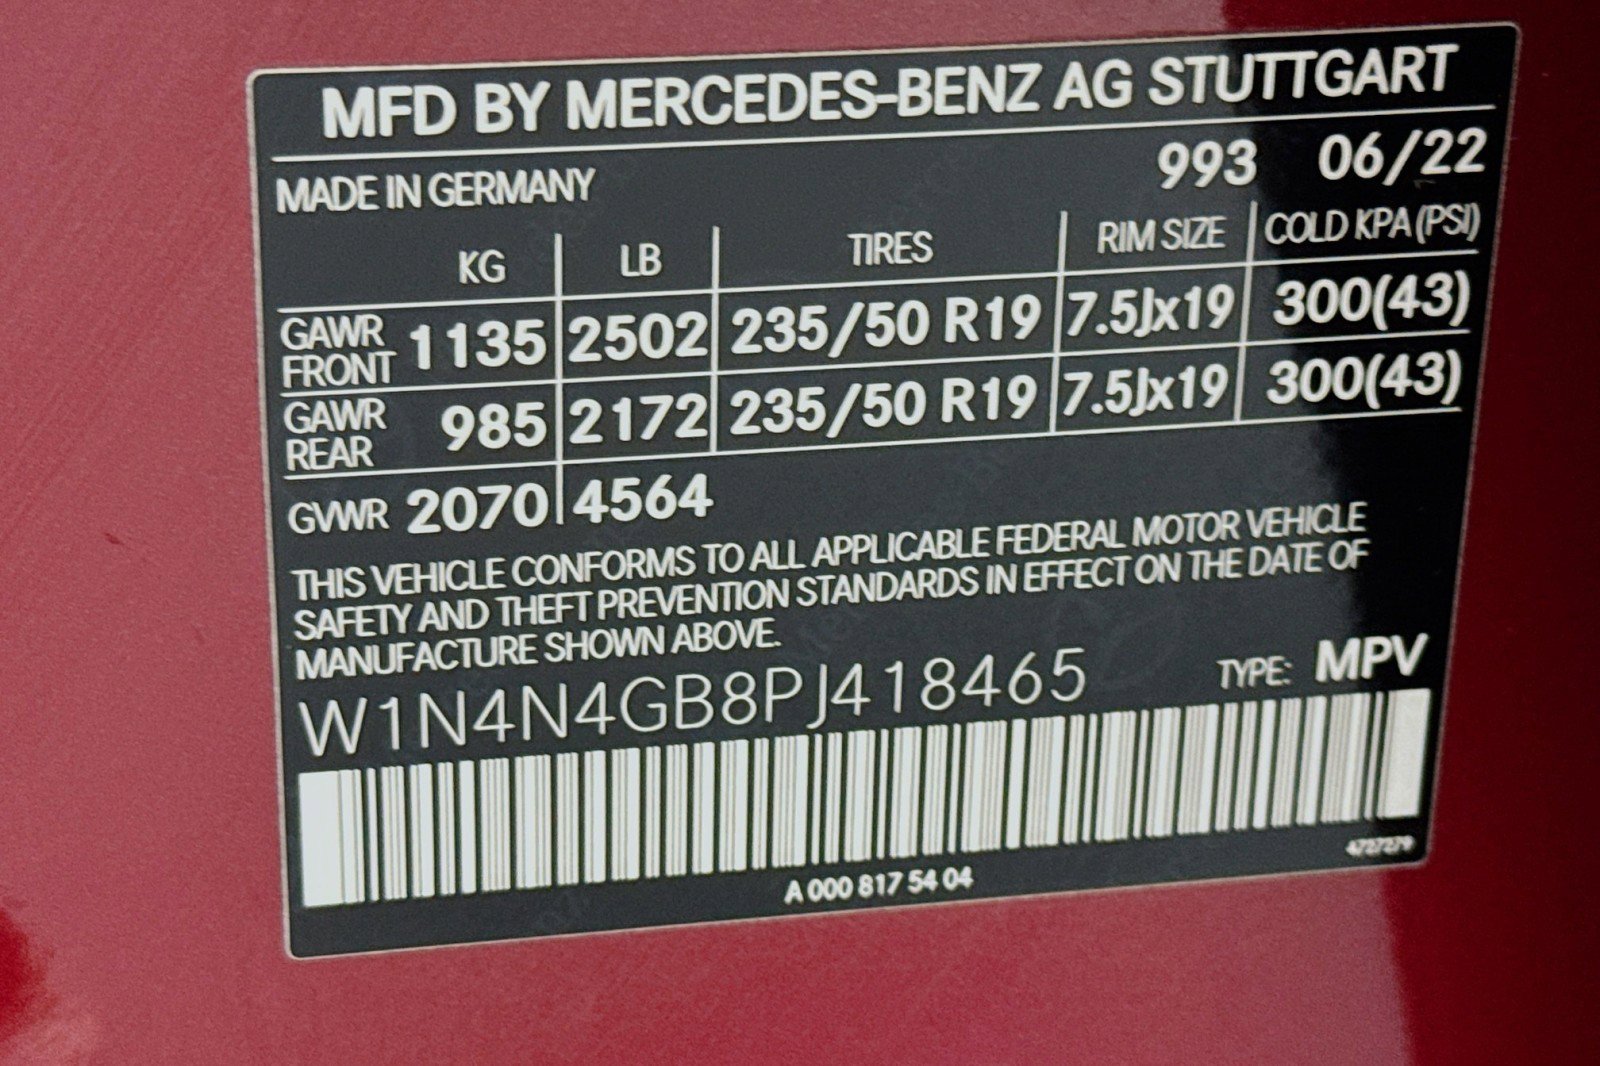 MFD BY MERCEDES-BENZ AG STUTTGART
MADE IN GERMANY 993 06/22
KG LB TIRES RIM SIZE COLD KPA (PSI)
GAWR FRONT 1135 2502 235/50 R19 7.5Jx19 300(43)
GAWR REAR 985 2172 235/50 R19 7.5Jx19 300(43)
GVWR 2070 4564
THIS VEHICLE CONFORMS TO ALL APPLICABLE FEDERAL MOTOR VEHICLE
SAFETY AND THEFT PREVENTION STANDARDS IN EFFECT ON THE DATE OF
MANUFACTURE SHOWN ABOVE.
W1N4N4GB8PJ418465 TYPE: MPV
A 000 817 54 04
4727279